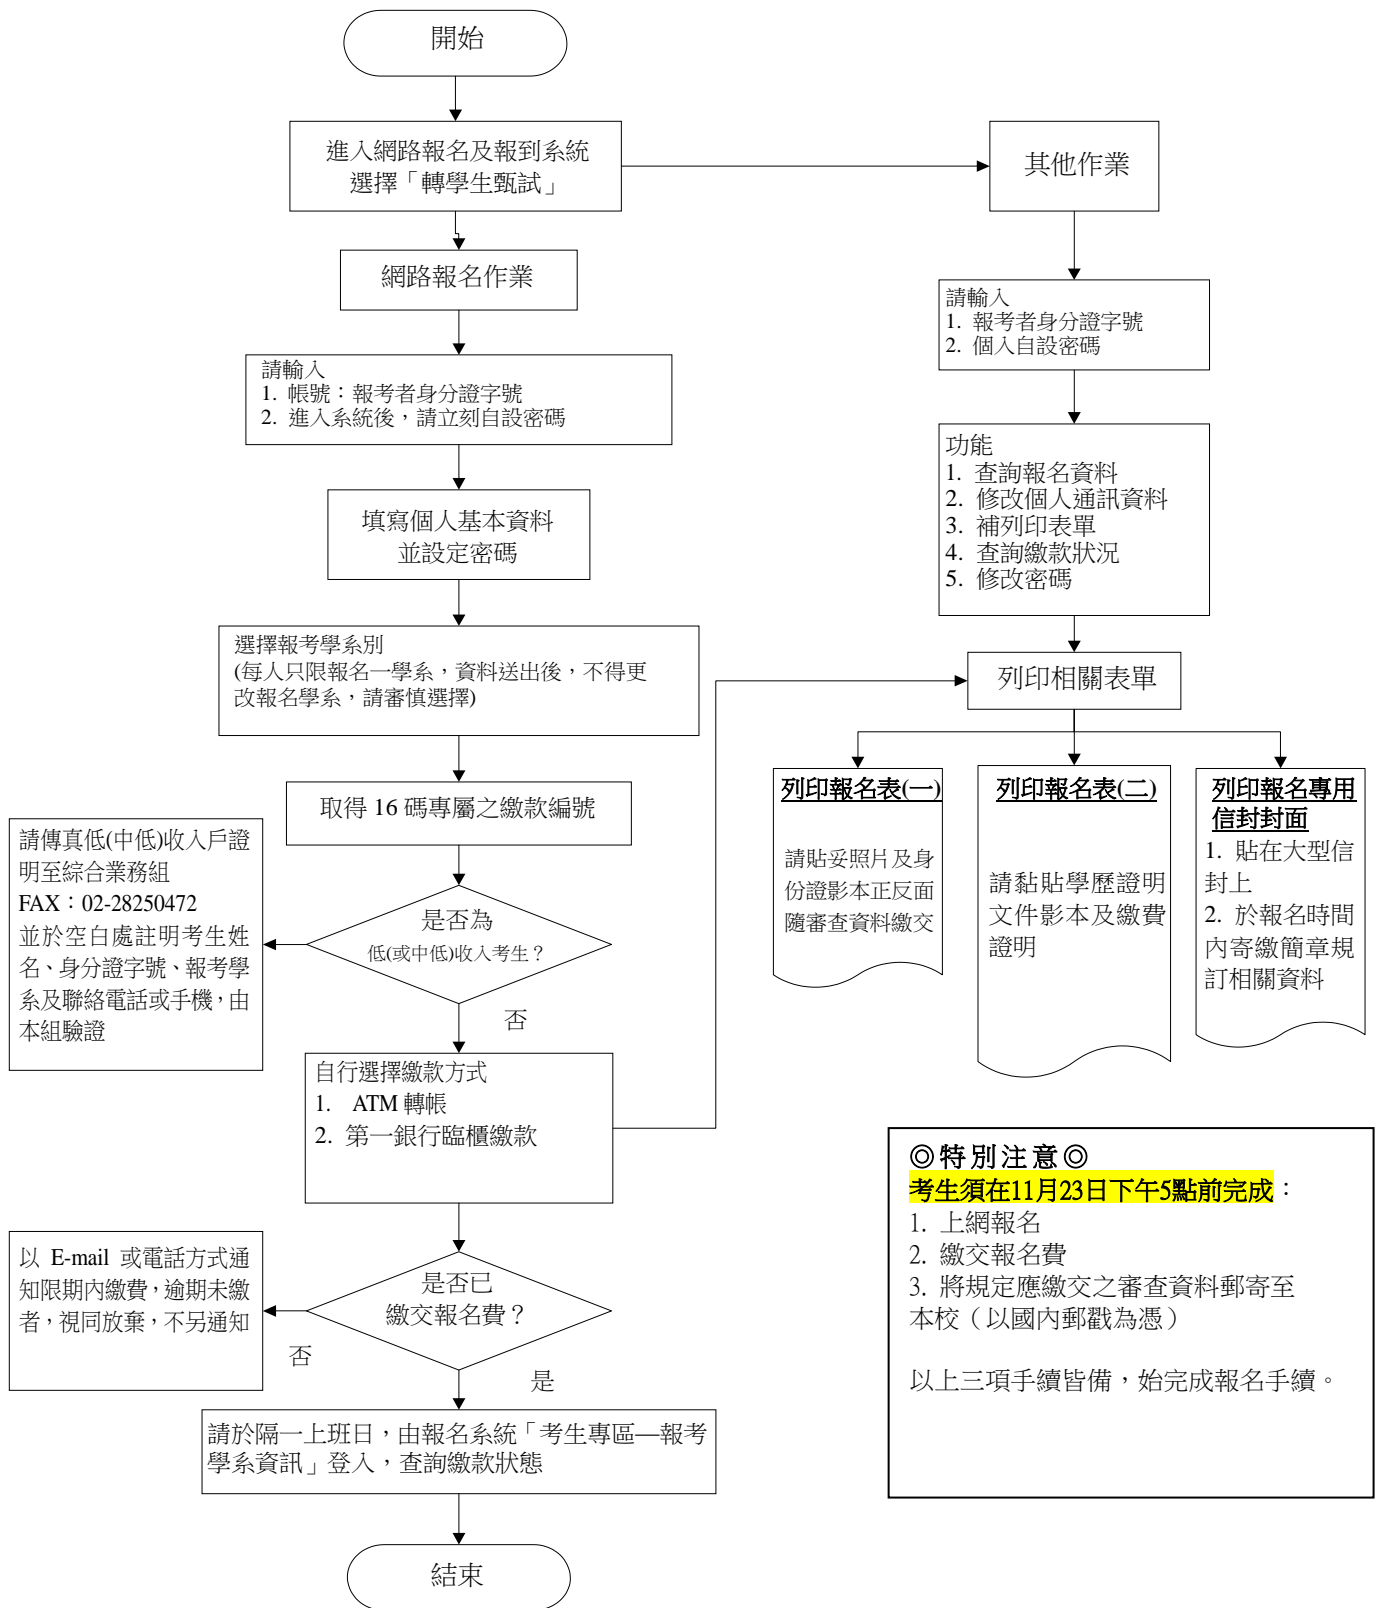 開始
進入網路報名及報到系統
選擇「轉學生甄試」
其他作業
網路報名作業
請輸入
1. 帳號：報考者身分證字號
2. 進入系統後，請立刻自設密碼
填寫個人基本資料
並設定密碼
選擇報考學系別
(每人只限報名一學系，資料送出後，不得更
改報名學系，請審慎選擇)
取得 16 碼專屬之繳款編號
是否為
低(或中低)收入考生？
請傳真低(中低)收入戶證
明至綜合業務組
FAX：02-28250472
並於空白處註明考生姓
名、身分證字號、報考學
系及聯絡電話或手機，由
本組驗證
否
自行選擇繳款方式
1. ATM 轉帳
2. 第一銀行臨櫃繳款
是否已
繳交報名費？
以 E-mail 或電話方式通
知限期內繳費，逾期未繳
者，視同放棄，不另通知
否
是
請於隔一上班日，由報名系統「考生專區—報考
學系資訊」登入，查詢繳款狀態
結束
請輸入
1. 報考者身分證字號
2. 個入自設密碼
功能
1. 查詢報名資料
2. 修改個人通訊資料
3. 補列印表單
4. 查詢繳款狀況
5. 修改密碼
列印相關表單
列印報名表(一)
請貼妥照片及身
份證影本正反面
隨審查資料繳交
列印報名表(二)
請黏貼學歷證明
文件影本及繳費
證明
列印報名專用
信封封面
1. 貼在大型信
封上
2. 於報名時間
內寄繳簡章規
訂相關資料
◎特別注意◎
考生須在11月23日下午5點前完成：
1. 上網報名
2. 繳交報名費
3. 將規定應繳交之審查資料郵寄至
本校（以國內郵戳為憑）
以上三項手續皆備，始完成報名手續。